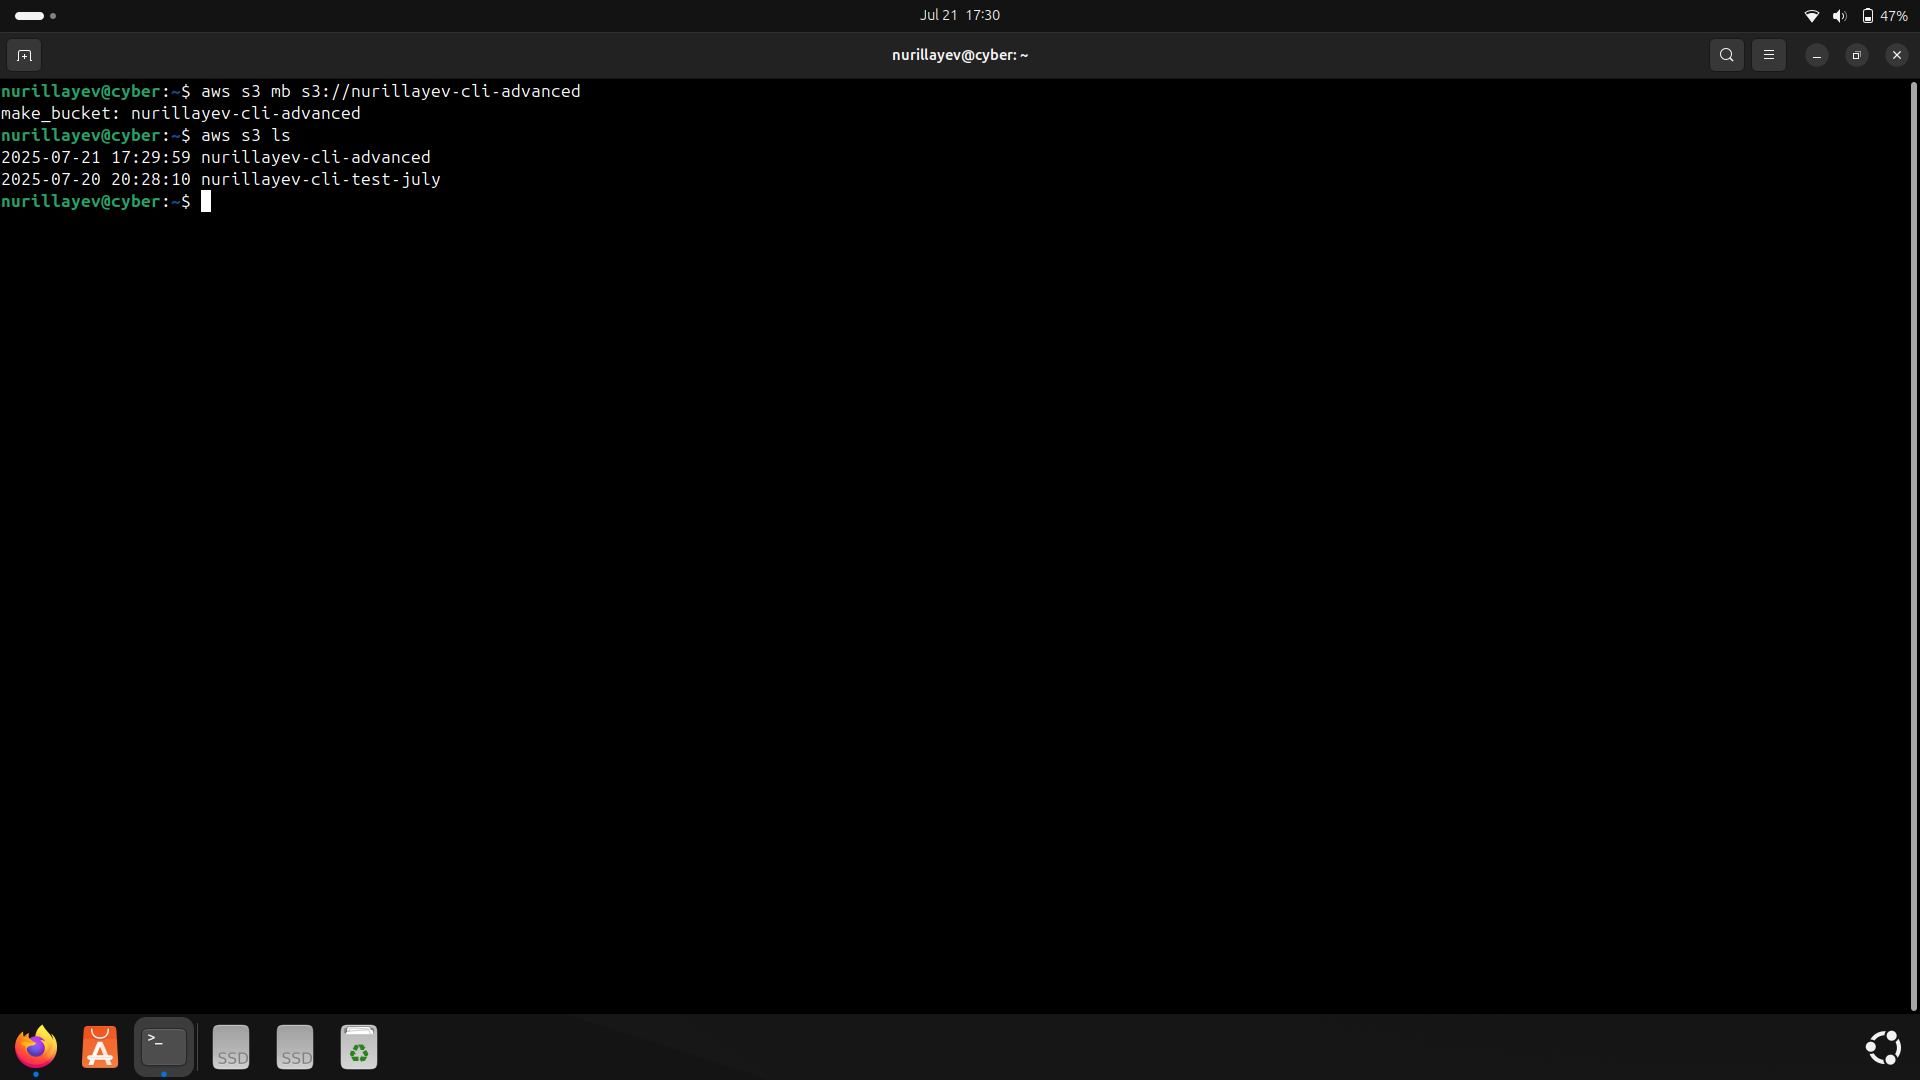 Jul 21 17:30
47%
nurillayev@cyber: ~
nurillayev@cyber:~$ aws s3 mb s3://nurillayev-cli-advanced
make_bucket: nurillayev-cli-advanced
nurillayev@cyber:~$ aws s3 ls
2025-07-21 17:29:59 nurillayev-cli-advanced
2025-07-20 20:28:10 nurillayev-cli-test-july
nurillayev@cyber:~$
>_
SSD
SSD